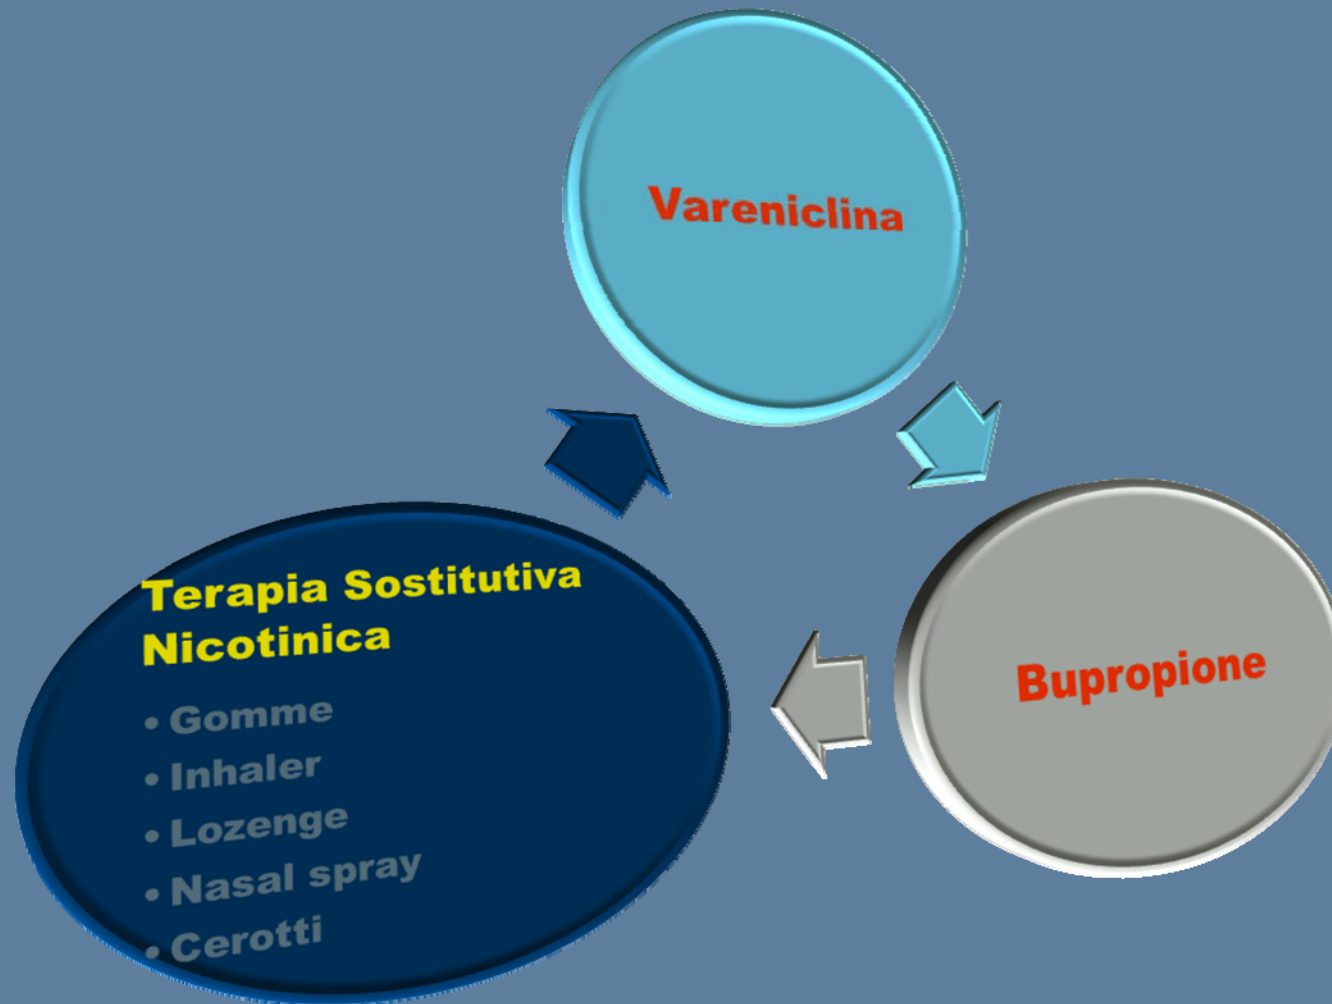 Vareniclina
Terapia Sostitutiva
Nicotinica
• Gomme
• Inhaler
• Lozenge
• Nasal spray
• Cerotti
Bupropione